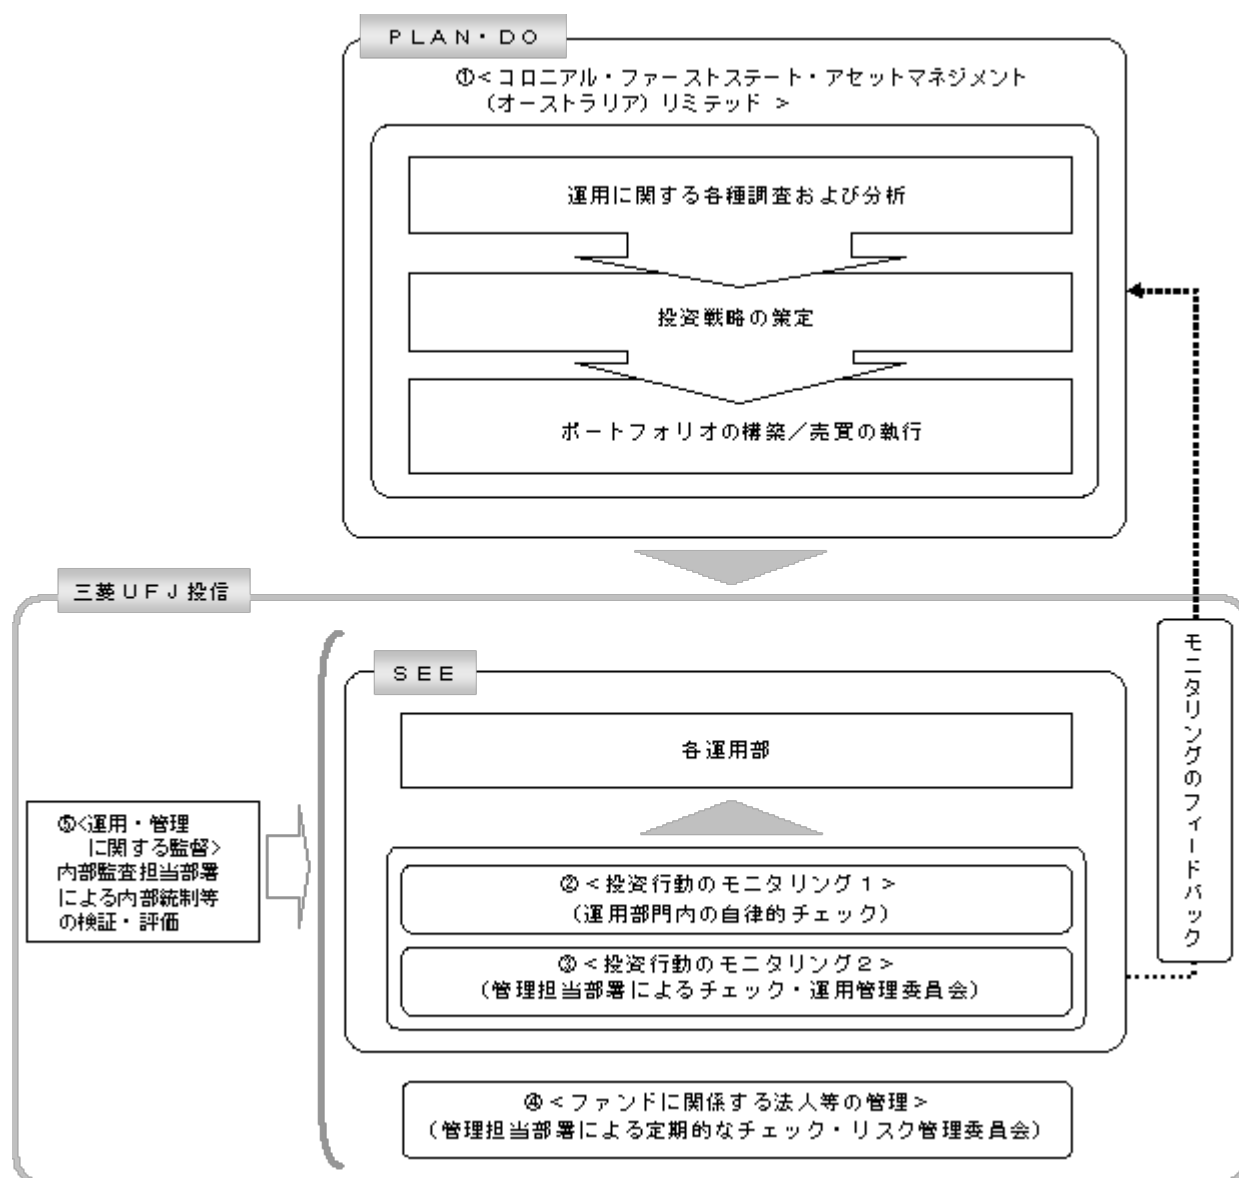 PLAN・DO
①<コロニアル・ファーストステート・アセットマネジメント
(オーストラリア)リミテッド >
運用に関する各種調査および分析
投資戦略の策定
ポートフォリオの構築/売買の執行
三菱UFJ投信
SEE
各運用部
②<投資行動のモニタリング1>
(運用部門内の自律的チェック)
③<投資行動のモニタリング2>
(管理担当部署によるチェック・運用管理委員会)
④<ファンドに関係する法人等の管理>
(管理担当部署による定期的なチェック・リスク管理委員会)
⑤<運用・管理
に関する監督>
内部監査担当部署
による内部統制等
の検証・評価
モニタリングのフィードバック